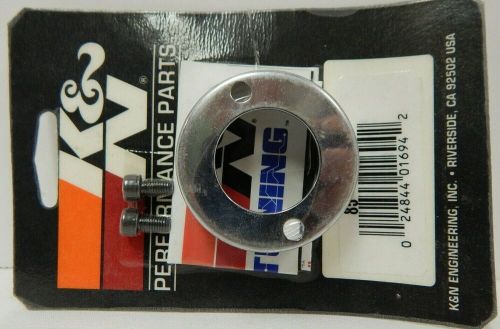 K&N®
PERFORMANCE PARTS
85
0 24844 01694 2
K&N ENGINEERING, INC. • RIVERSIDE, CA 92502 USA